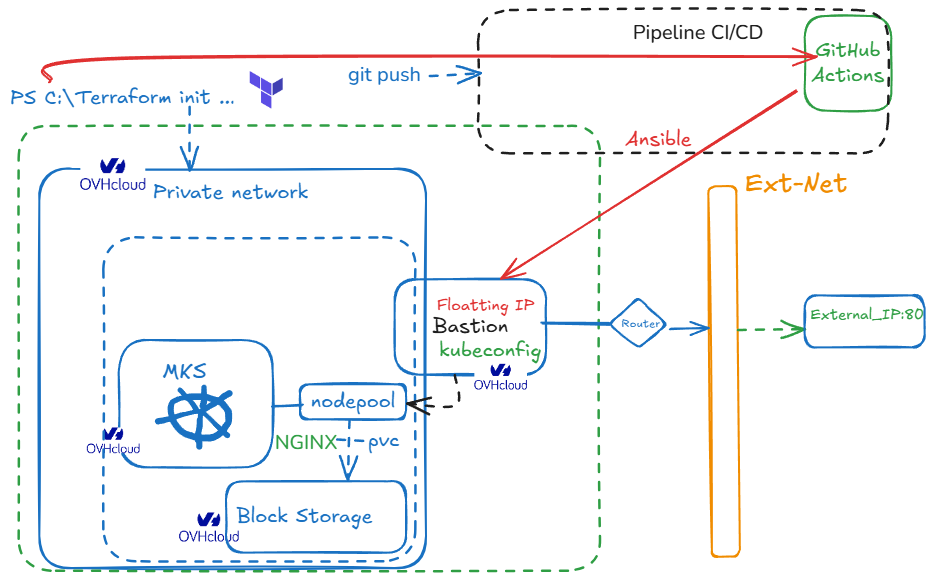 Pipeline CI/CD
GitHub
Actions
git push
PS C:\Terraform init ...
Ansible
OVHcloud
Private network
Ext-Net
Floatting IP
Bastion
kubeconfig
OVHcloud
Router
External_IP:80
MKS
nodepool
OVHcloud
NGINX
pvc
Block Storage
OVHcloud